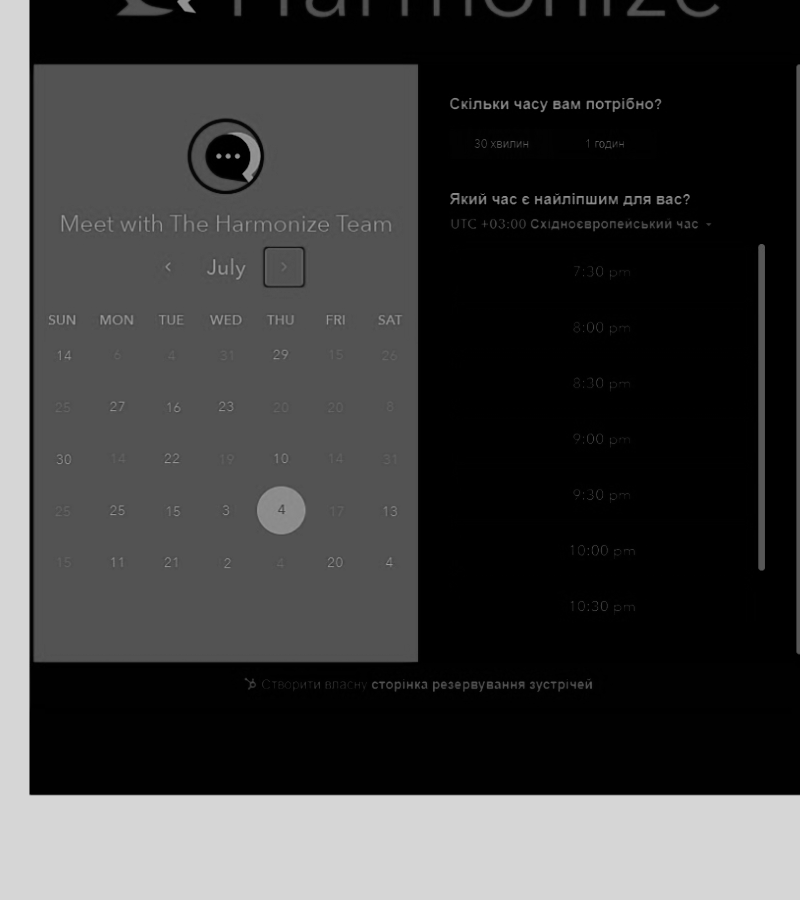 Harmonize
Meet with The Harmonize Team
July
SUN MON TUE WED THU FRI SAT
14 6 4 31 29 15 26
25 27 16 23 20 20 8
30 14 22 19 10 14 31
25 25 15 3 4 17 13
15 11 21 2 4 20 4
Скільки часу вам потрібно?
30 хвилин 1 годин
Який час є найліпшим для вас?
UTC +03:00 Східноєвропейський час
7:30 pm
8:00 pm
8:30 pm
9:00 pm
9:30 pm
10:00 pm
10:30 pm
Створити власну сторінка резервування зустрічей